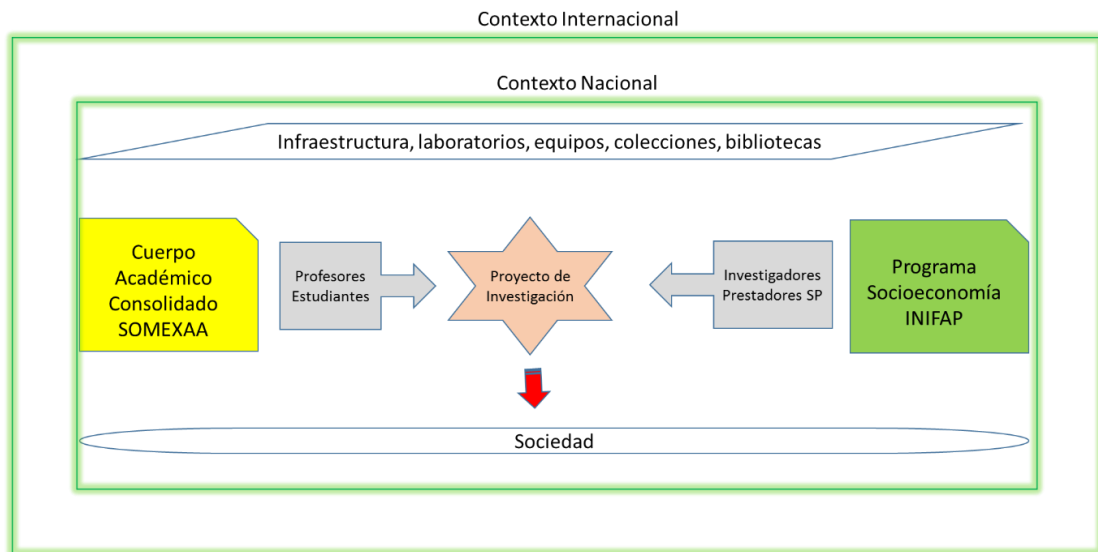 Contexto Internacional
Contexto Nacional
Infraestructura, laboratorios, equipos, colecciones, bibliotecas
Cuerpo
Académico
Consolidado
SOMEXAA
Profesores
Estudiantes
Proyecto de
Investigación
Investigadores
Prestadores SP
Programa
Socioeconomía
INIFAP
Sociedad